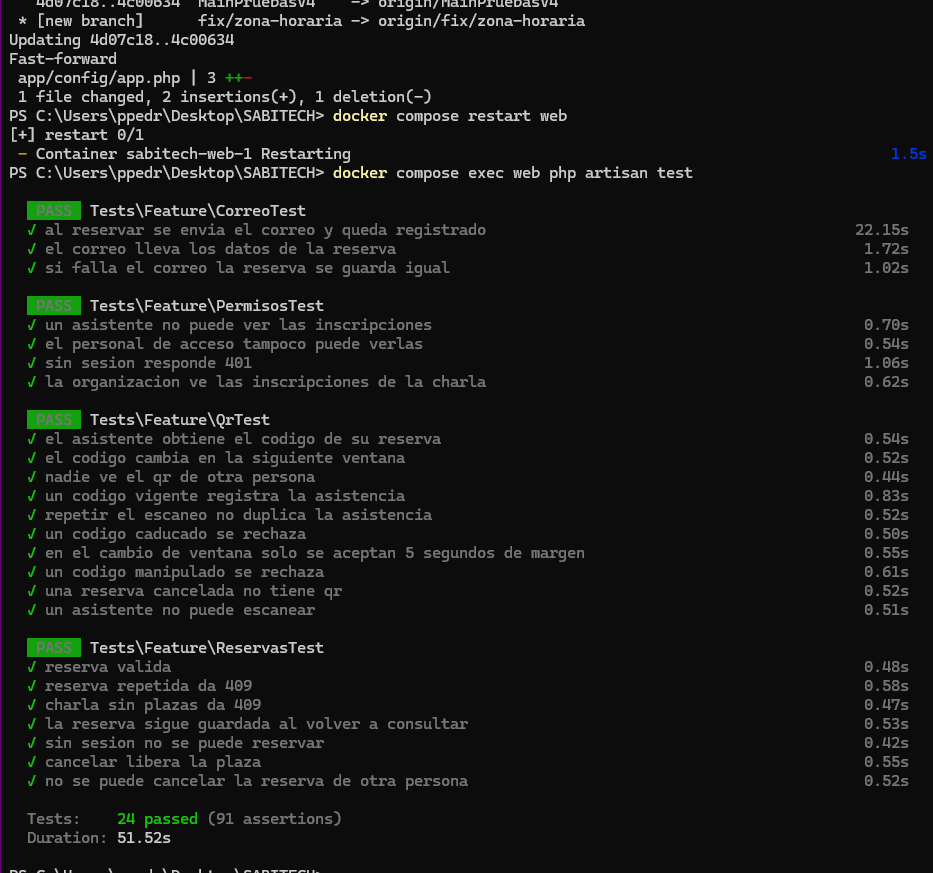 4d07c18..4c00634  MainPruebasV4    -> origin/MainPruebasV4
* [new branch]      fix/zona-horaria -> origin/fix/zona-horaria
Updating 4d07c18..4c00634
Fast-forward
app/config/app.php | 3 ++-
1 file changed, 2 insertions(+), 1 deletion(-)
PS C:\Users\ppedr\Desktop\SABITECH> docker compose restart web
[+] restart 0/1
- Container sabitech-web-1 Restarting 1.5s
PS C:\Users\ppedr\Desktop\SABITECH> docker compose exec web php artisan test
PASS Tests\Feature\CorreoTest
✓ al reservar se envia el correo y queda registrado 22.15s
✓ el correo lleva los datos de la reserva 1.72s
✓ si falla el correo la reserva se guarda igual 1.02s
PASS Tests\Feature\PermisosTest
✓ un asistente no puede ver las inscripciones 0.70s
✓ el personal de acceso tampoco puede verlas 0.54s
✓ sin sesion responde 401 1.06s
✓ la organizacion ve las inscripciones de la charla 0.62s
PASS Tests\Feature\QrTest
✓ el asistente obtiene el codigo de su reserva 0.54s
✓ el codigo cambia en la siguiente ventana 0.52s
✓ nadie ve el qr de otra persona 0.44s
✓ un codigo vigente registra la asistencia 0.83s
✓ repetir el escaneo no duplica la asistencia 0.52s
✓ un codigo caducado se rechaza 0.50s
✓ en el cambio de ventana solo se aceptan 5 segundos de margen 0.55s
✓ un codigo manipulado se rechaza 0.61s
✓ una reserva cancelada no tiene qr 0.52s
✓ un asistente no puede escanear 0.51s
PASS Tests\Feature\ReservasTest
✓ reserva valida 0.48s
✓ reserva repetida da 409 0.58s
✓ charla sin plazas da 409 0.47s
✓ la reserva sigue guardada al volver a consultar 0.53s
✓ sin sesion no se puede reservar 0.42s
✓ cancelar libera la plaza 0.55s
✓ no se puede cancelar la reserva de otra persona 0.52s
Tests: 24 passed (91 assertions)
Duration: 51.52s
PS C:\Users\ppedr\Desktop\SABITECH>